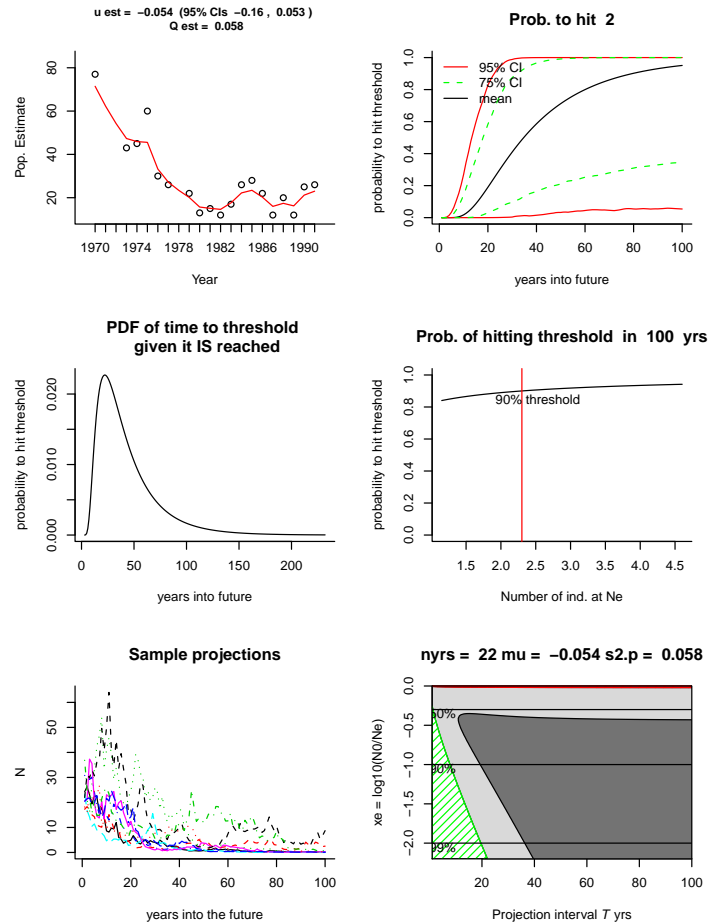 u est = −0.054 (95% CIs −0.16 , 0.053 )
Q est = 0.058
Pop. Estimate
80
60
40
20
1970 1974 1978 1982 1986 1990
Year
Prob. to hit 2
probability to hit threshold
1.0
0.8
0.6
0.4
0.2
0.0
95% CI
75% CI
mean
0 20 40 60 80 100
years into future
PDF of time to threshold
given it IS reached
probability to hit threshold
0.020
0.010
0.000
0 50 100 150 200
years into future
Prob. of hitting threshold in 100 yrs
probability to hit threshold
1.0
0.8
0.6
0.4
0.2
0.0
90% threshold
1.5 2.0 2.5 3.0 3.5 4.0 4.5
Number of ind. at Ne
Sample projections
N
50
30
10
0
0 20 40 60 80 100
years into the future
nyrs = 22 mu = −0.054 s2.p = 0.058
xe = log10(N0/Ne)
0.0
−0.5
−1.0
−1.5
−2.0
50%
90%
99%
20 40 60 80 100
Projection interval T yrs